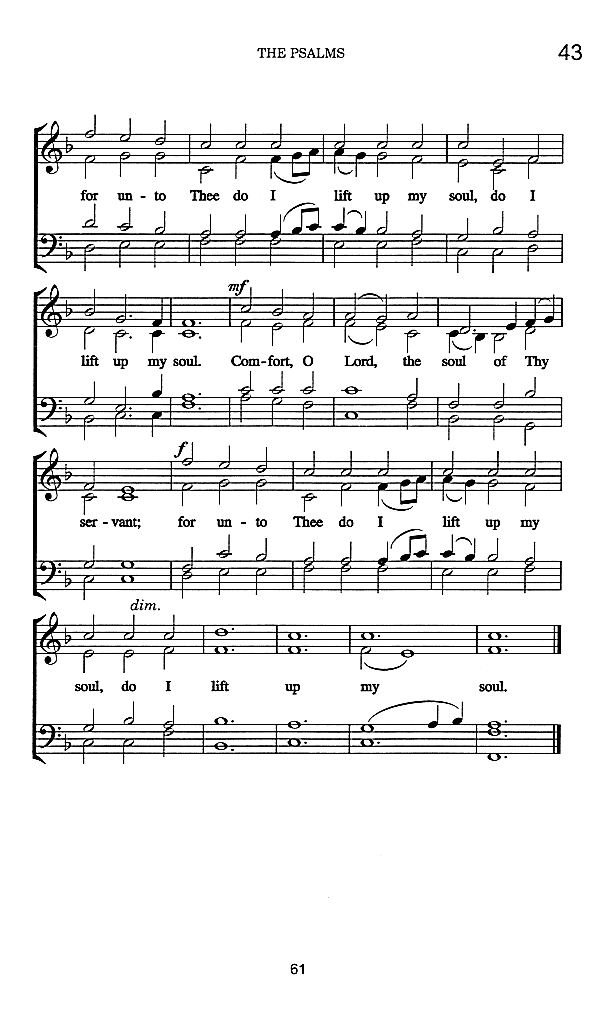 THE PSALMS 43
for un - to Thee do I lift up my soul, do I
mf
lift up my soul. Com-fort, O Lord, the soul of Thy
f
ser - vant; for un - to Thee do I lift up my
dim.
soul, do I lift up my soul.
61